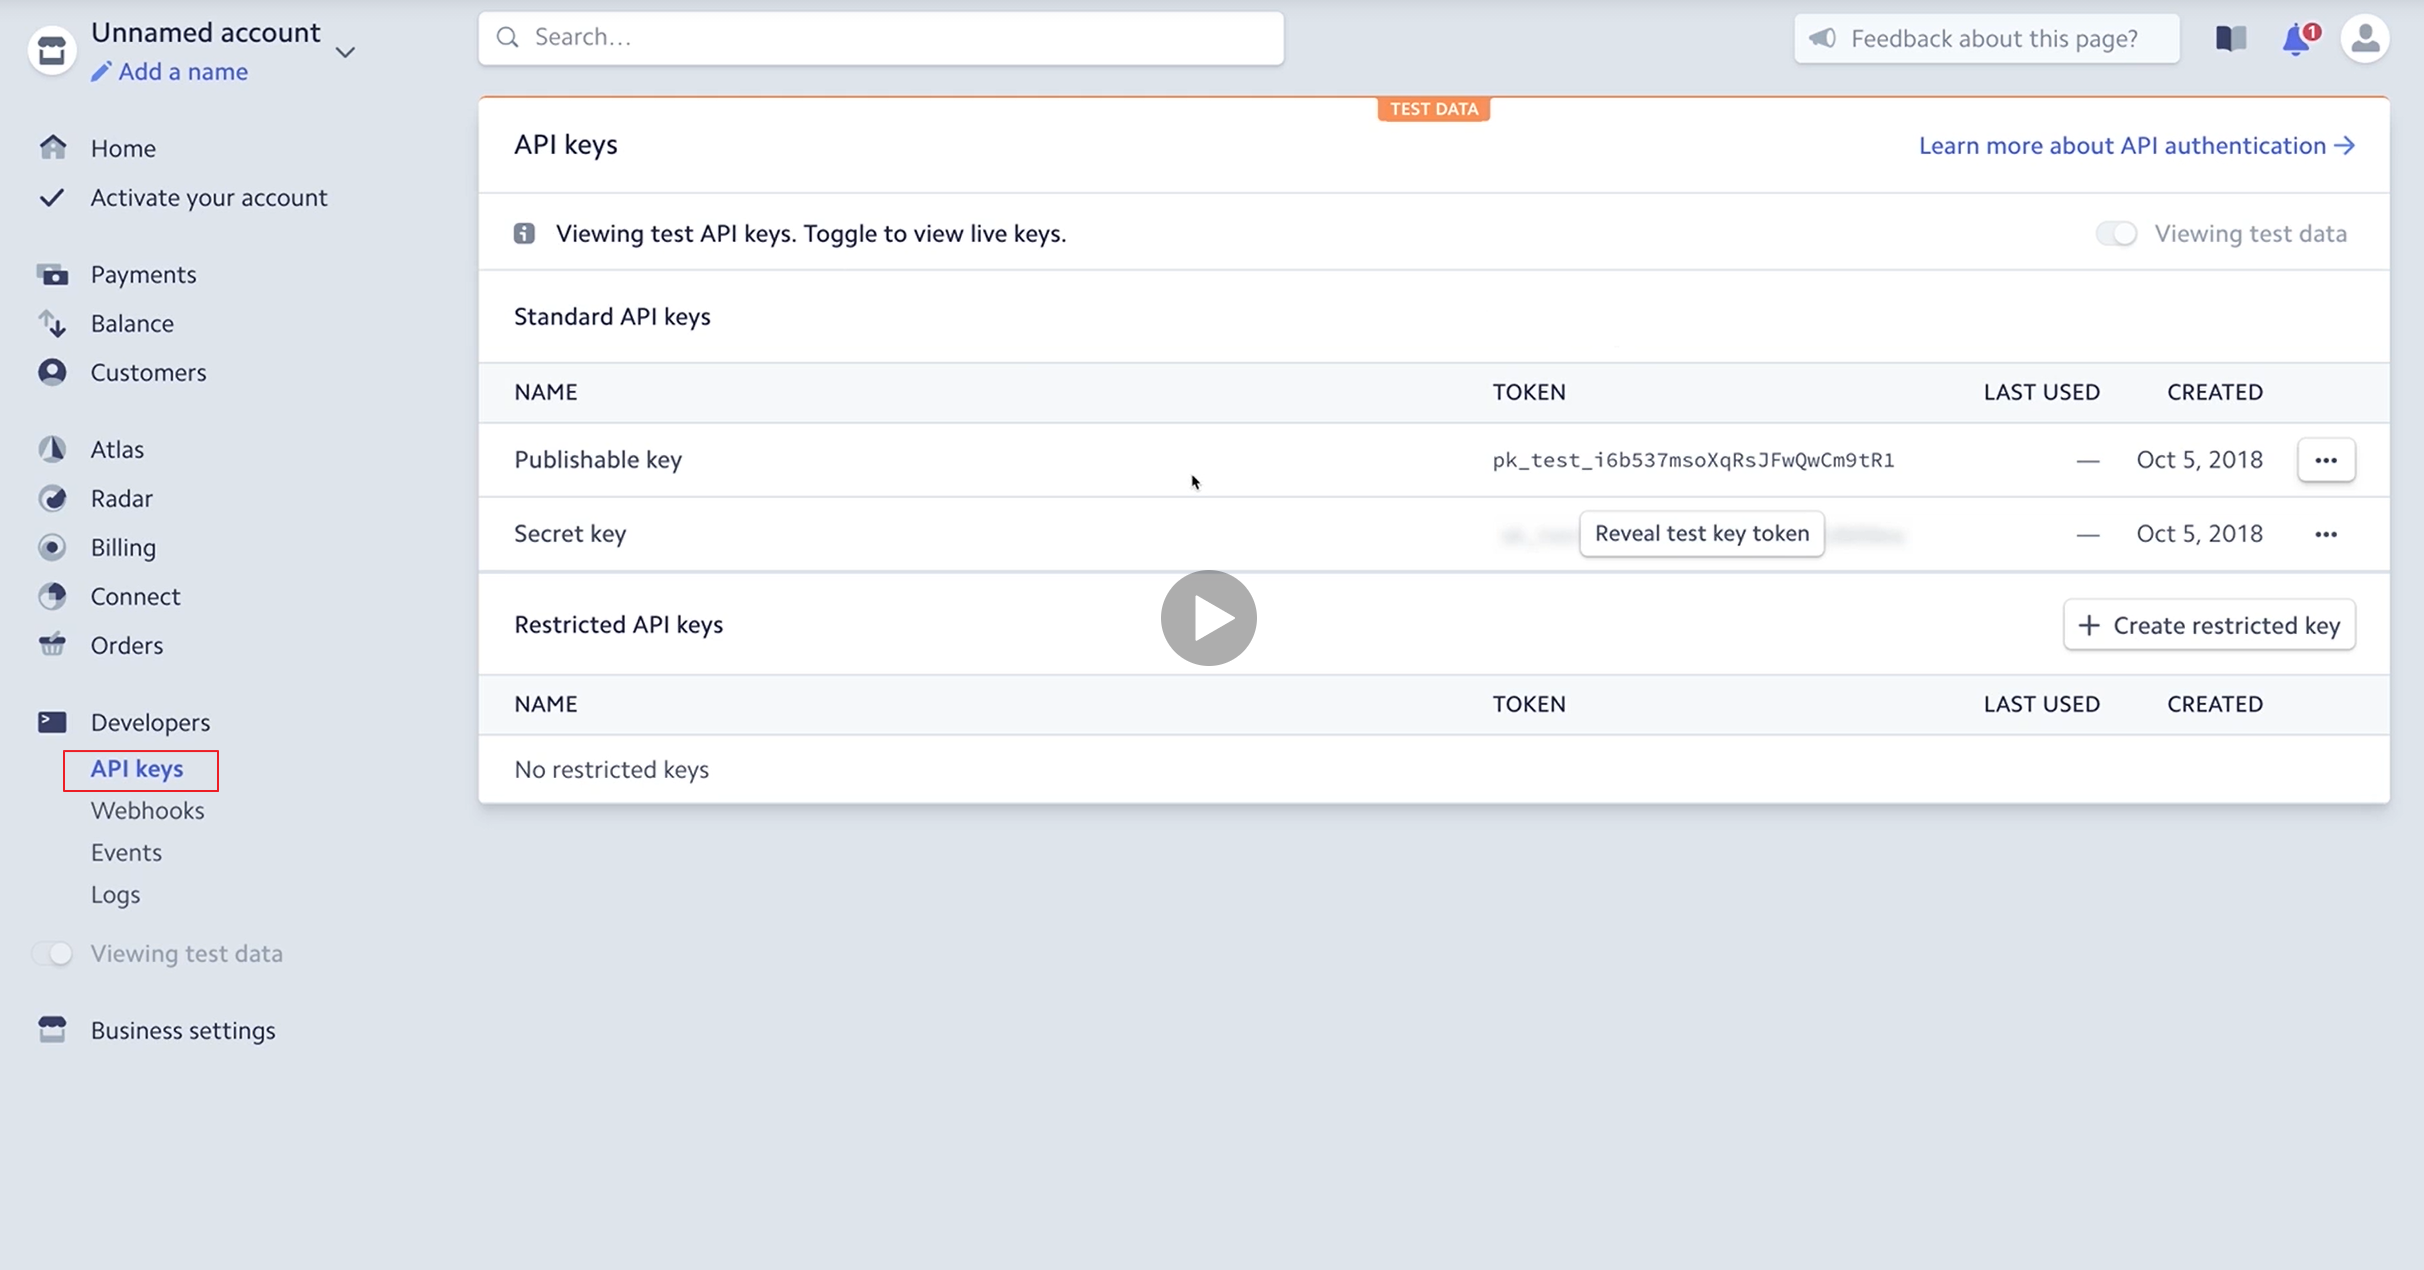 Unnamed account
Add a name
Search…
Feedback about this page?
1
Home
Activate your account
Payments
Balance
Customers
Atlas
Radar
Billing
Connect
Orders
Developers
API keys
Webhooks
Events
Logs
Viewing test data
Business settings
TEST DATA
API keys
Learn more about API authentication
Viewing test API keys. Toggle to view live keys.
Viewing test data
Standard API keys
NAME TOKEN LAST USED CREATED
Publishable key pk_test_i6b537msoXqRsJFwQwCm9tR1 — Oct 5, 2018
Secret key Reveal test key token — Oct 5, 2018
Restricted API keys
+ Create restricted key
NAME TOKEN LAST USED CREATED
No restricted keys